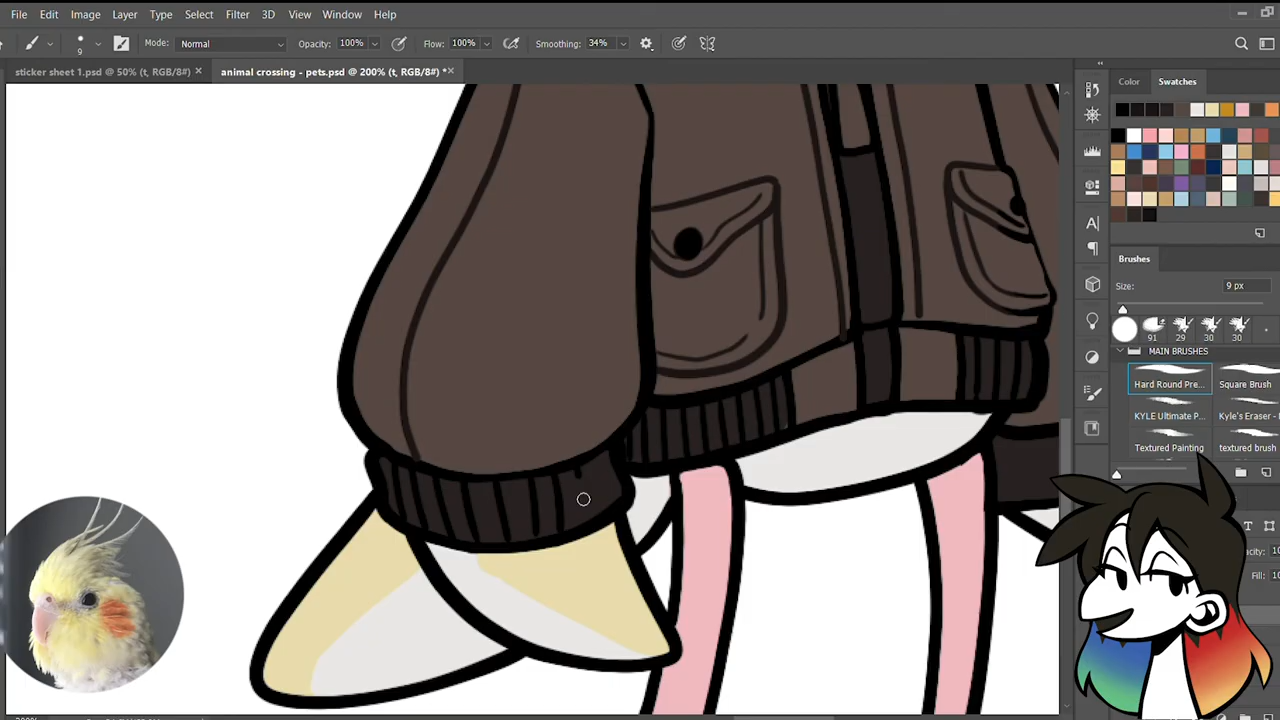 File Edit Image Layer Type Select Filter 3D View Window Help
Mode: Normal Opacity: 100% Flow: 100% Smoothing: 34%
9
sticker sheet 1.psd @ 50% (t, RGB/8#) × animal crossing - pets.psd @ 200% (t, RGB/8#) * ×
Color Swatches
Brushes
Size: 9 px
91 29 30 30
MAIN BRUSHES
Hard Round Pre... Square Brush
KYLE Ultimate P... Kyle's Eraser -
Textured Painting textured brush
Fill: